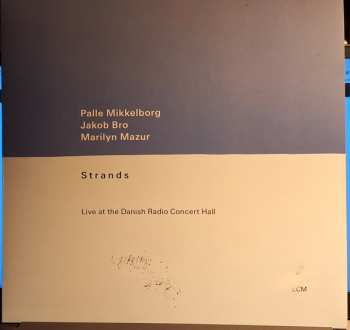 Palle Mikkelborg
Jakob Bro
Marilyn Mazur
Strands
Live at the Danish Radio Concert Hall
ECM